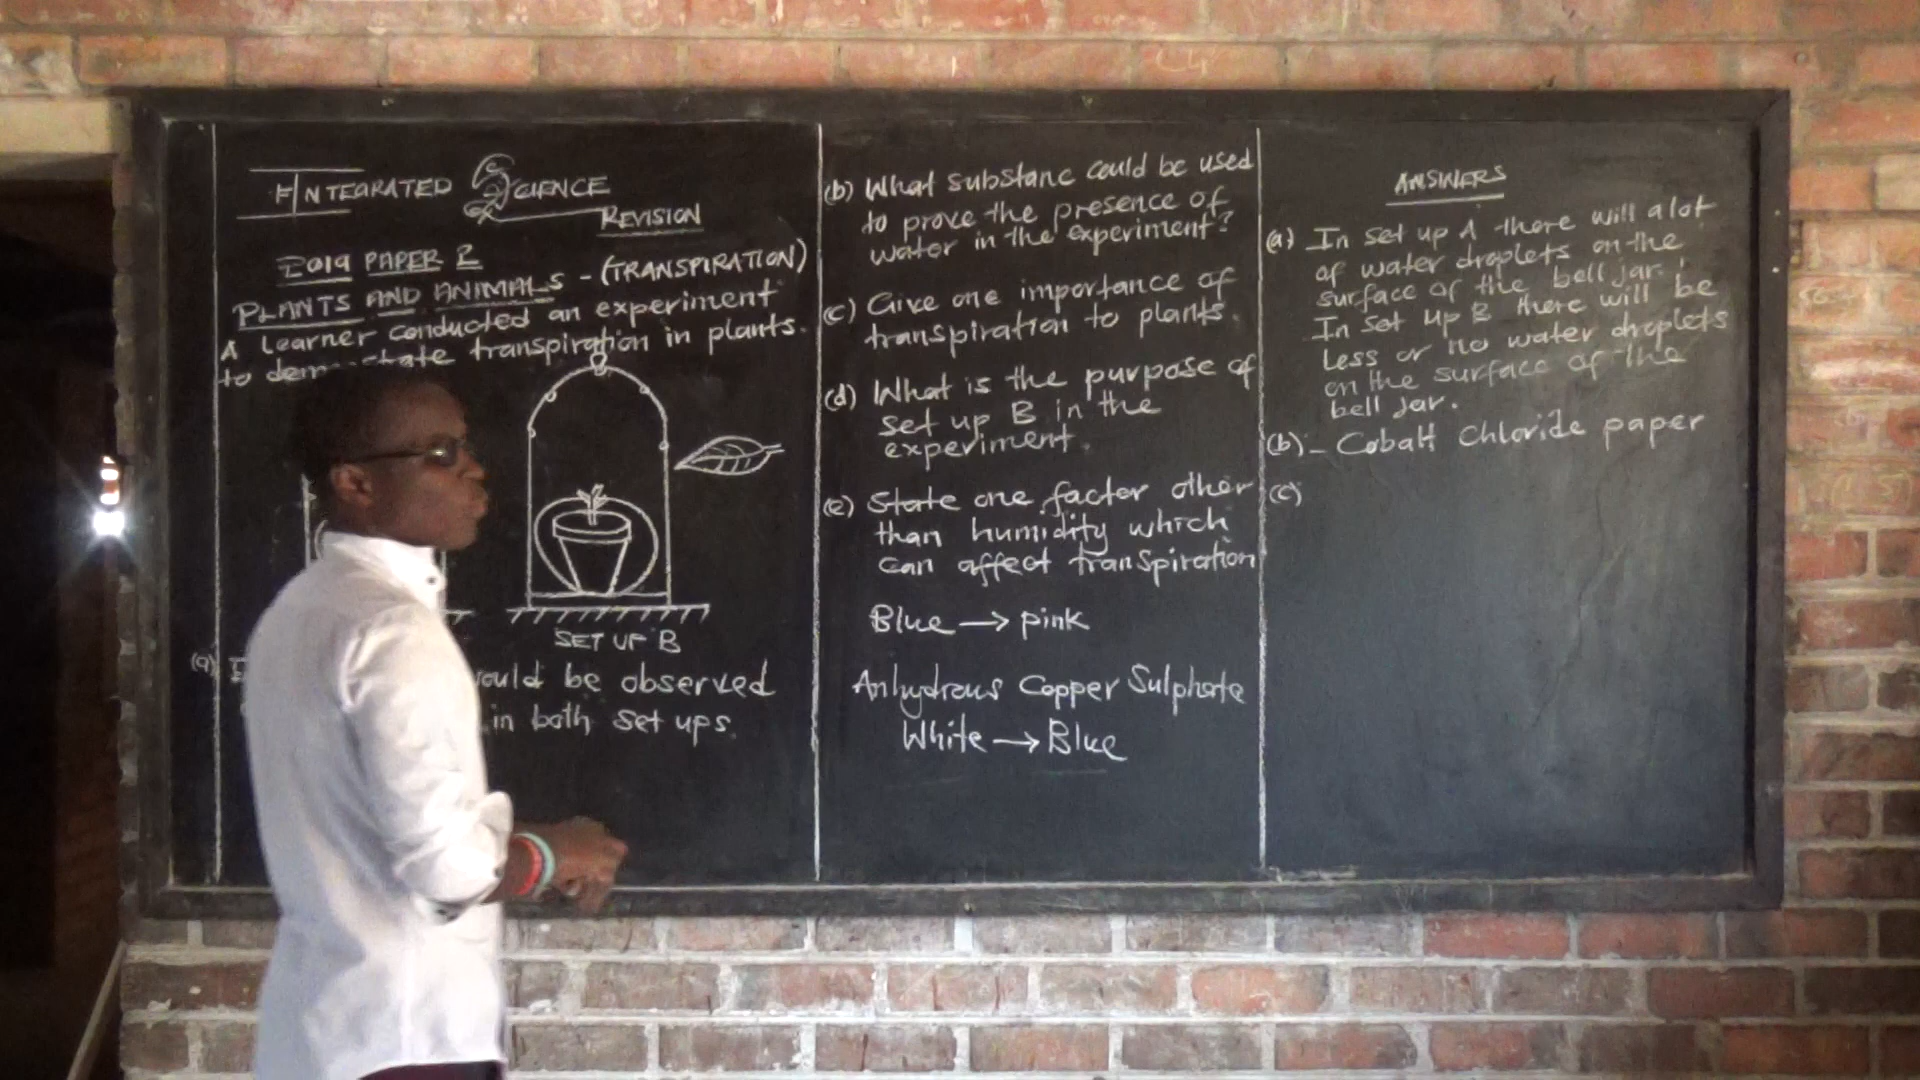 INTEGRATED SCIENCE
REVISION
2019 PAPER 2
PLANTS AND ANIMALS - (TRANSPIRATION)
A learner conducted an experiment
to transpiration in plants.
SET UP B
(a)
would be observed
in both set ups.
(b) What substanc could be used
to prove the presence of
water in the experiment?
(c) Give one importance of
transpiration to plants.
(d) What is the purpose of
set up B in the
experiment.
(e) State one factor other
than humidity which
can affect transpiration
Blue → pink
Anhydrous Copper Sulphate
White → Blue
ANSWERS
(a) In set up A there will a lot
of water droplets on the
surface of the bell jar.
In set up B there will be
less or no water droplets
on the surface of the
bell jar.
(b) - Cobalt Chloride paper
(c)